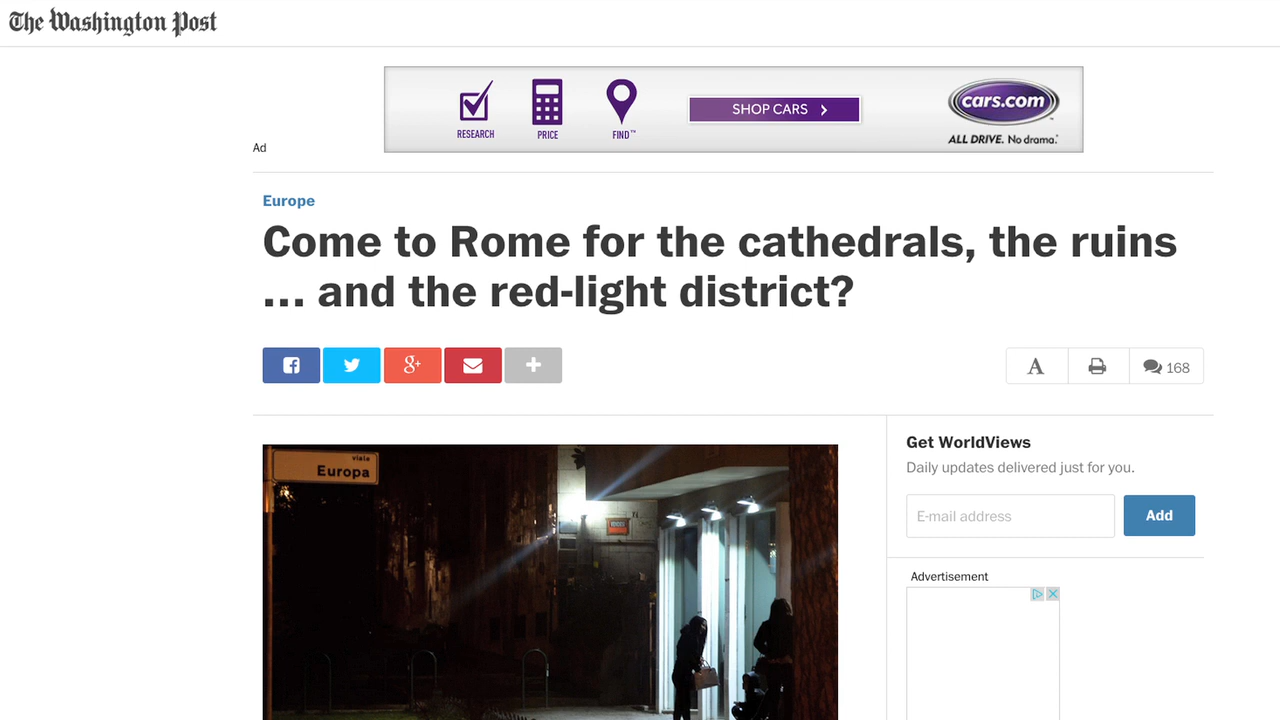 The Washington Post
RESEARCH
PRICE
FIND™
SHOP CARS
cars.com
ALL DRIVE. No drama.
Ad
Europe
Come to Rome for the cathedrals, the ruins
... and the red-light district?
A
168
viale
Europa
Get WorldViews
Daily updates delivered just for you.
E-mail address
Add
Advertisement